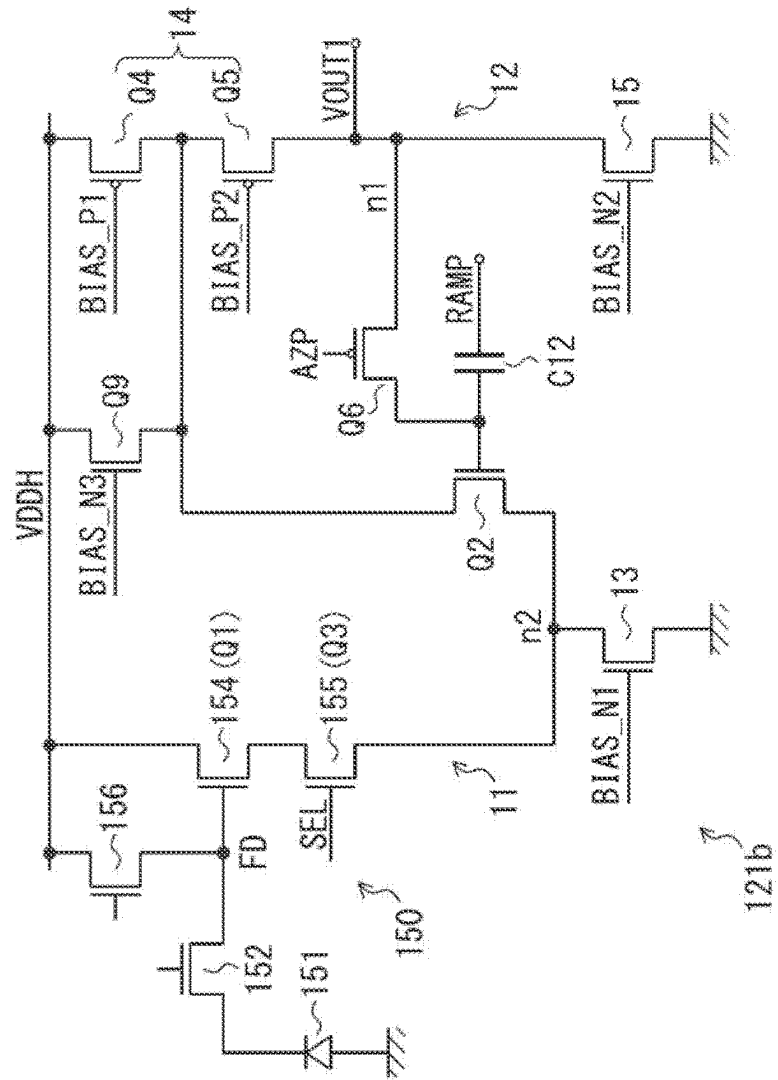 VDDH
156
154(Q1)
FD
152
151
150
SEL
155(Q3)
11
BIAS_N3
Q9
BIAS_P1
Q4
14
BIAS_P2
Q5
AZP
Q6
n1
VOUT1
RAMP
C12
12
Q2
n2
BIAS_N1
13
BIAS_N2
15
121b